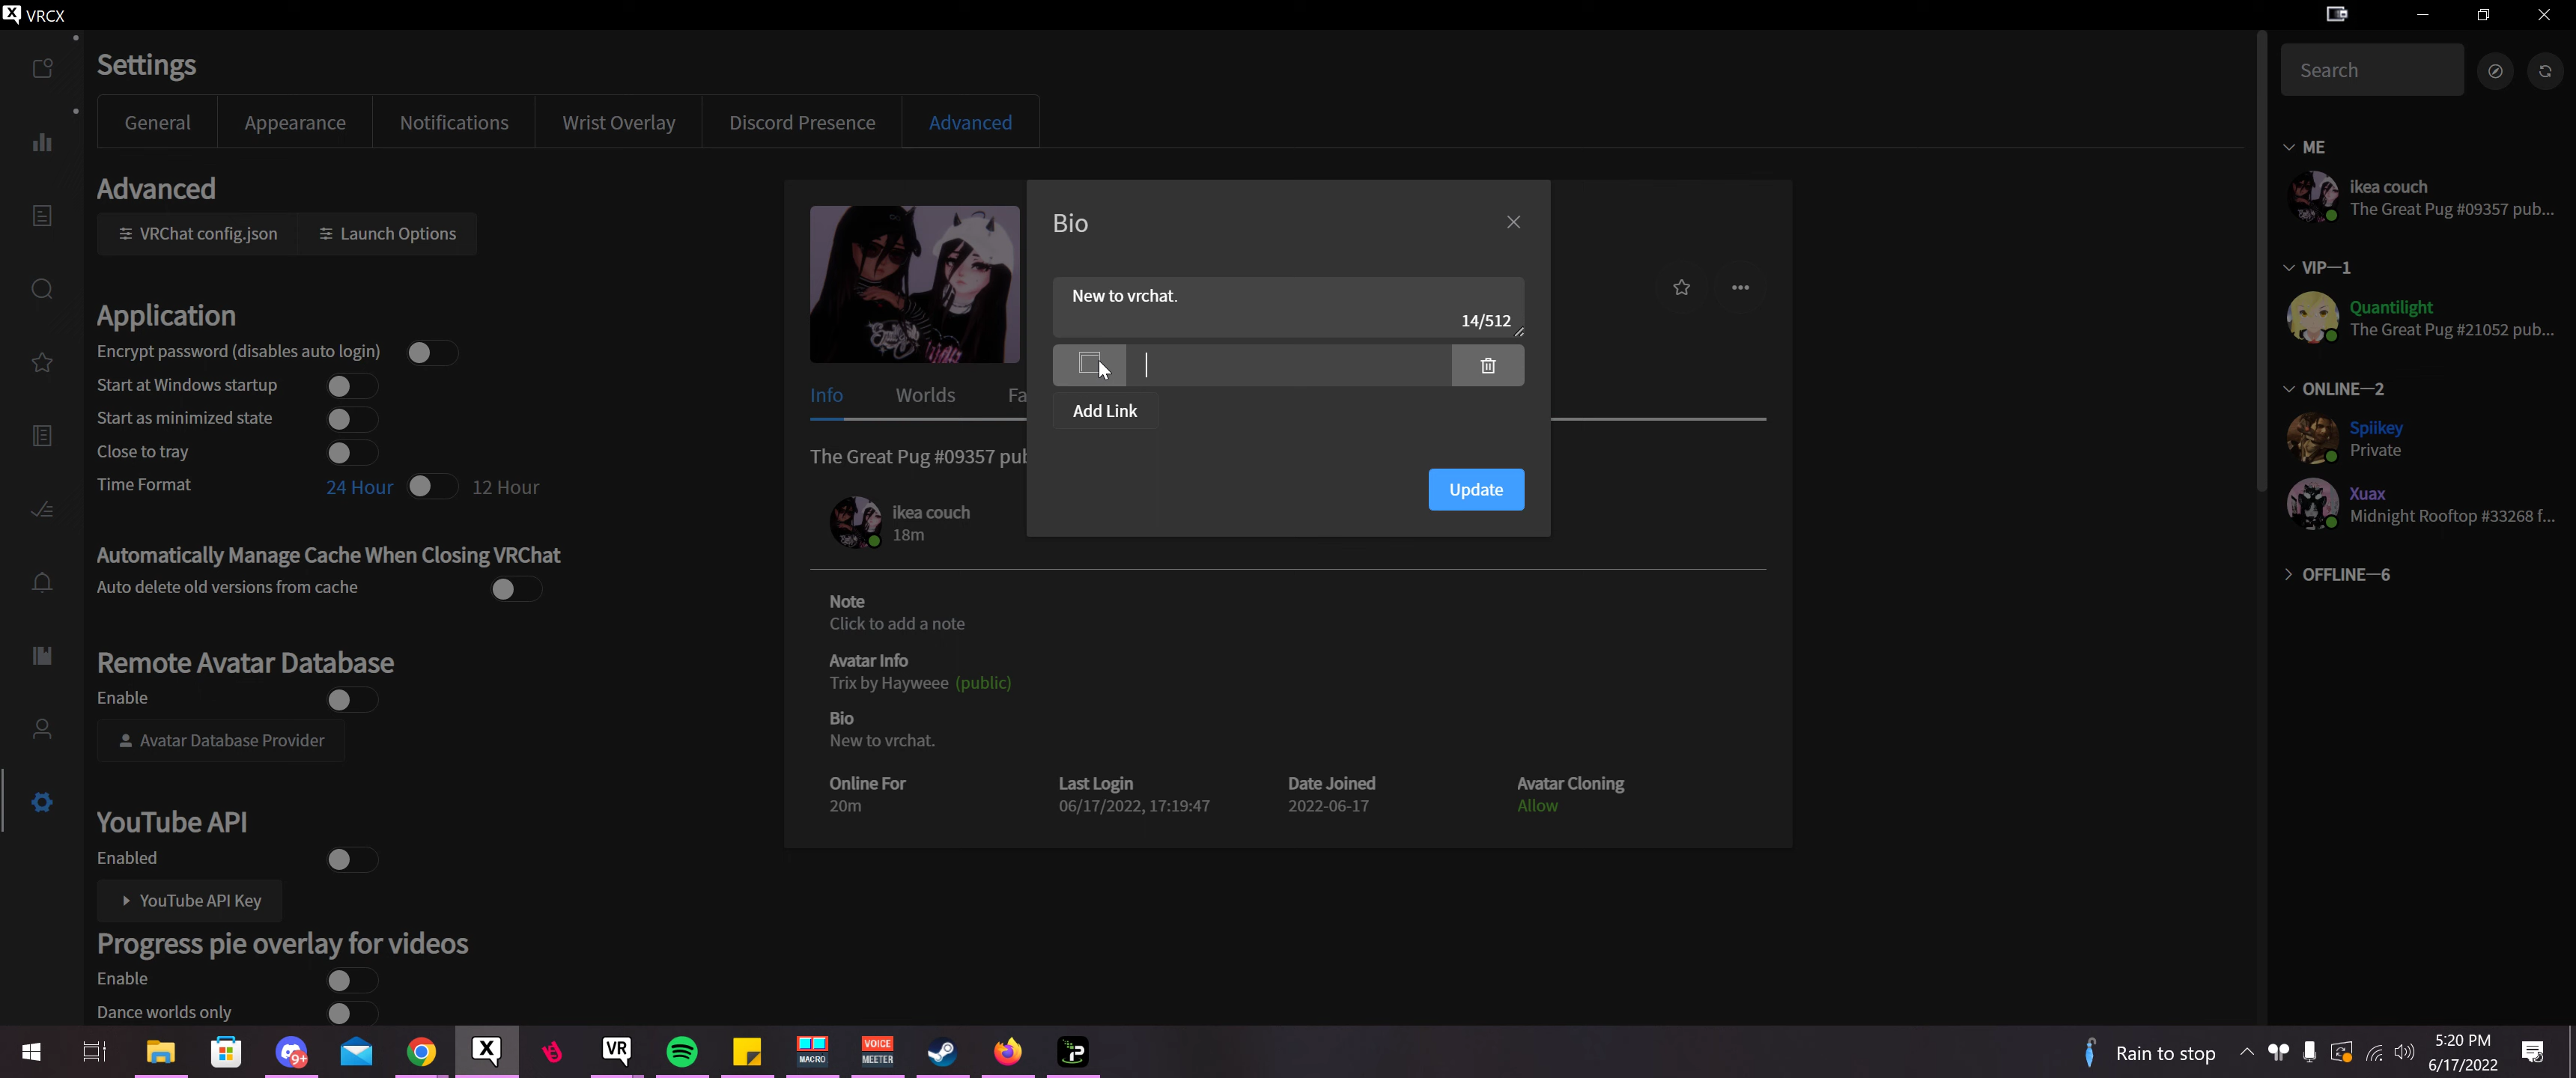 VRCX
Settings
General
Appearance
Notifications
Wrist Overlay
Discord Presence
Advanced
Advanced
VRChat config.json
Launch Options
Application
Encrypt password (disables auto login)
Start at Windows startup
Start as minimized state
Close to tray
Time Format
24 Hour
12 Hour
Automatically Manage Cache When Closing VRChat
Auto delete old versions from cache
Remote Avatar Database
Enable
Avatar Database Provider
YouTube API
Enabled
YouTube API Key
Progress pie overlay for videos
Enable
Dance worlds only
Bio
New to vrchat.
14/512
Add Link
Update
Info
Worlds
Fa
The Great Pug #09357 pub
ikea couch
18m
Note
Click to add a note
Avatar Info
Trix by Hayweee (public)
Bio
New to vrchat.
Online For
20m
Last Login
06/17/2022, 17:19:47
Date Joined
2022-06-17
Avatar Cloning
Allow
Search
ME
ikea couch
The Great Pug #09357 pub...
VIP—1
Quantilight
The Great Pug #21052 pub...
ONLINE—2
Spiikey
Private
Xuax
Midnight Rooftop #33268 f...
OFFLINE—6
9+
X
VR
MACRO
VOICE
MEETER
Rain to stop
5:20 PM
6/17/2022